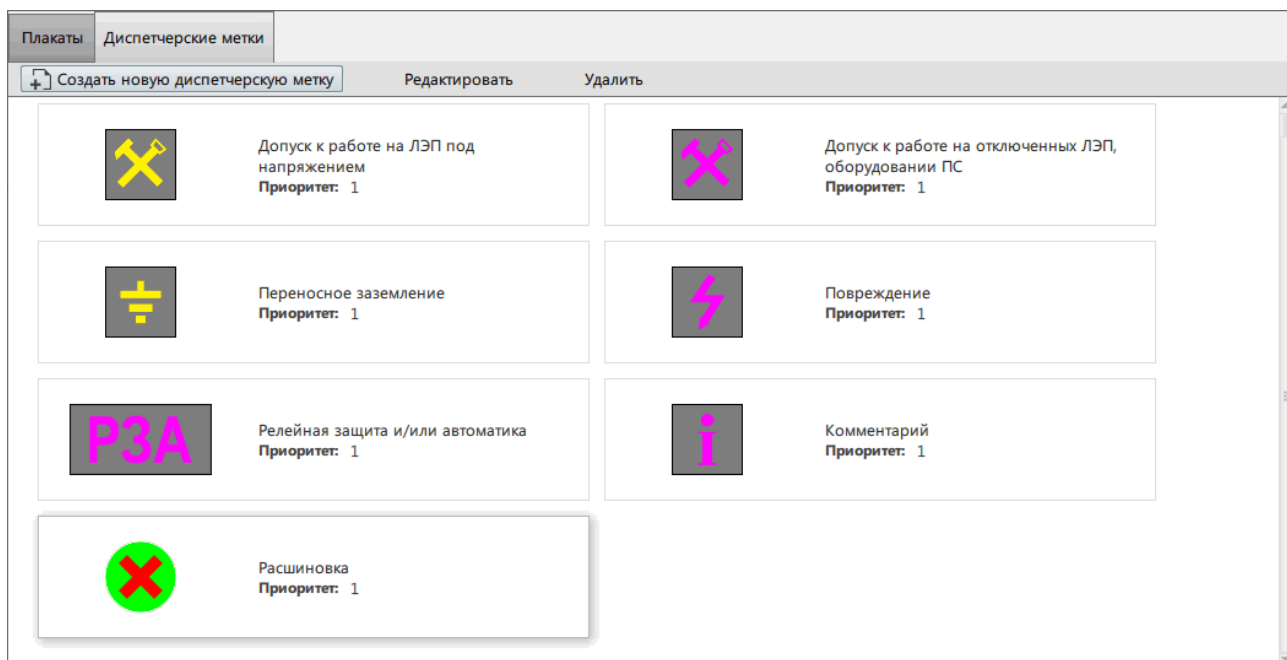 Плакаты
Диспетчерские метки
Создать новую диспетчерскую метку
Редактировать
Удалить
Допуск к работе на ЛЭП под
напряжением
Приоритет: 1
Допуск к работе на отключенных ЛЭП,
оборудовании ПС
Приоритет: 1
Переносное заземление
Приоритет: 1
Повреждение
Приоритет: 1
РЗА
Релейная защита и/или автоматика
Приоритет: 1
i
Комментарий
Приоритет: 1
Расшиновка
Приоритет: 1